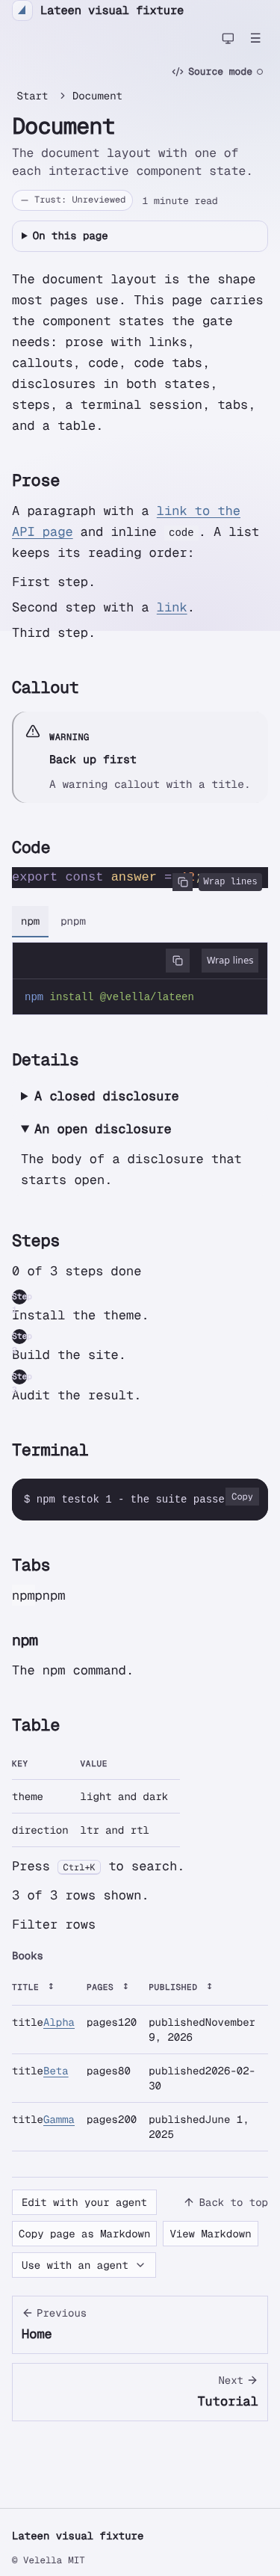 Lateen visual fixture
Source mode
Start > Document
Document
The document layout with one of
each interactive component state.
— Trust: Unreviewed 1 minute read
On this page
The document layout is the shape
most pages use. This page carries
the component states the gate
needs: prose with links,
callouts, code, code tabs,
disclosures in both states,
steps, a terminal session, tabs,
and a table.
Prose
A paragraph with a link to the
API page and inline code. A list
keeps its reading order:
First step.
Second step with a link.
Third step.
Callout
WARNING
Back up first
A warning callout with a title.
Code
export const answer =
Wrap lines
npm pnpm
Wrap lines
npm install @velella/lateen
Details
A closed disclosure
An open disclosure
The body of a disclosure that
starts open.
Steps
0 of 3 steps done
Step
Install the theme.
Step
Build the site.
Step
Audit the result.
Terminal
$ npm testok 1 - the suite passe
Copy
Tabs
npmpnpm
npm
The npm command.
Table
KEY VALUE
theme light and dark
direction ltr and rtl
Press Ctrl+K to search.
3 of 3 rows shown.
Filter rows
Books
TITLE ↕ PAGES ↕ PUBLISHED ↕
titleAlpha pages120 publishedNovember
9, 2026
titleBeta pages80 published2026-02-
30
titleGamma pages200 publishedJune 1,
2025
Edit with your agent
↑ Back to top
Copy page as Markdown
View Markdown
Use with an agent
← Previous
Home
Next →
Tutorial
Lateen visual fixture
© Velella MIT